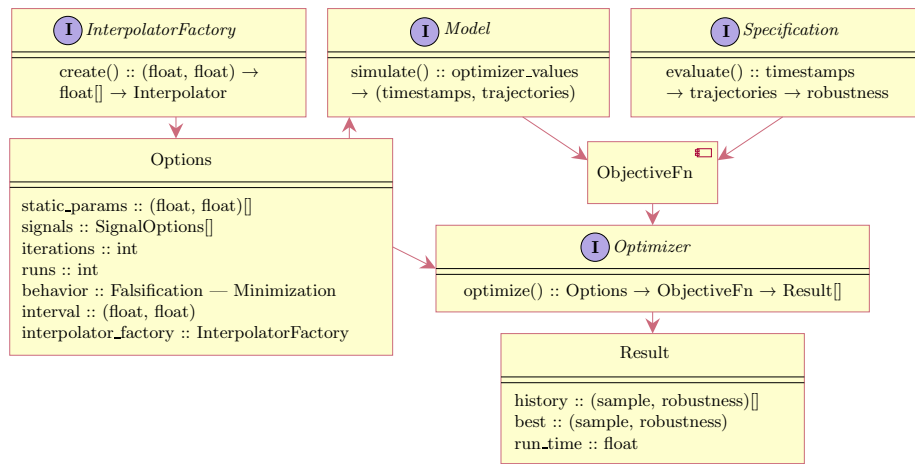 I InterpolatorFactory
create() :: (float, float) →
float[] → Interpolator
I Model
simulate() :: optimizer_values
→ (timestamps, trajectories)
I Specification
evaluate() :: timestamps
→ trajectories → robustness
Options
static_params :: (float, float)[]
signals :: SignalOptions[]
iterations :: int
runs :: int
behavior :: Falsification — Minimization
interval :: (float, float)
interpolator_factory :: InterpolatorFactory
ObjectiveFn
I Optimizer
optimize() :: Options → ObjectiveFn → Result[]
Result
history :: (sample, robustness)[]
best :: (sample, robustness)
run_time :: float